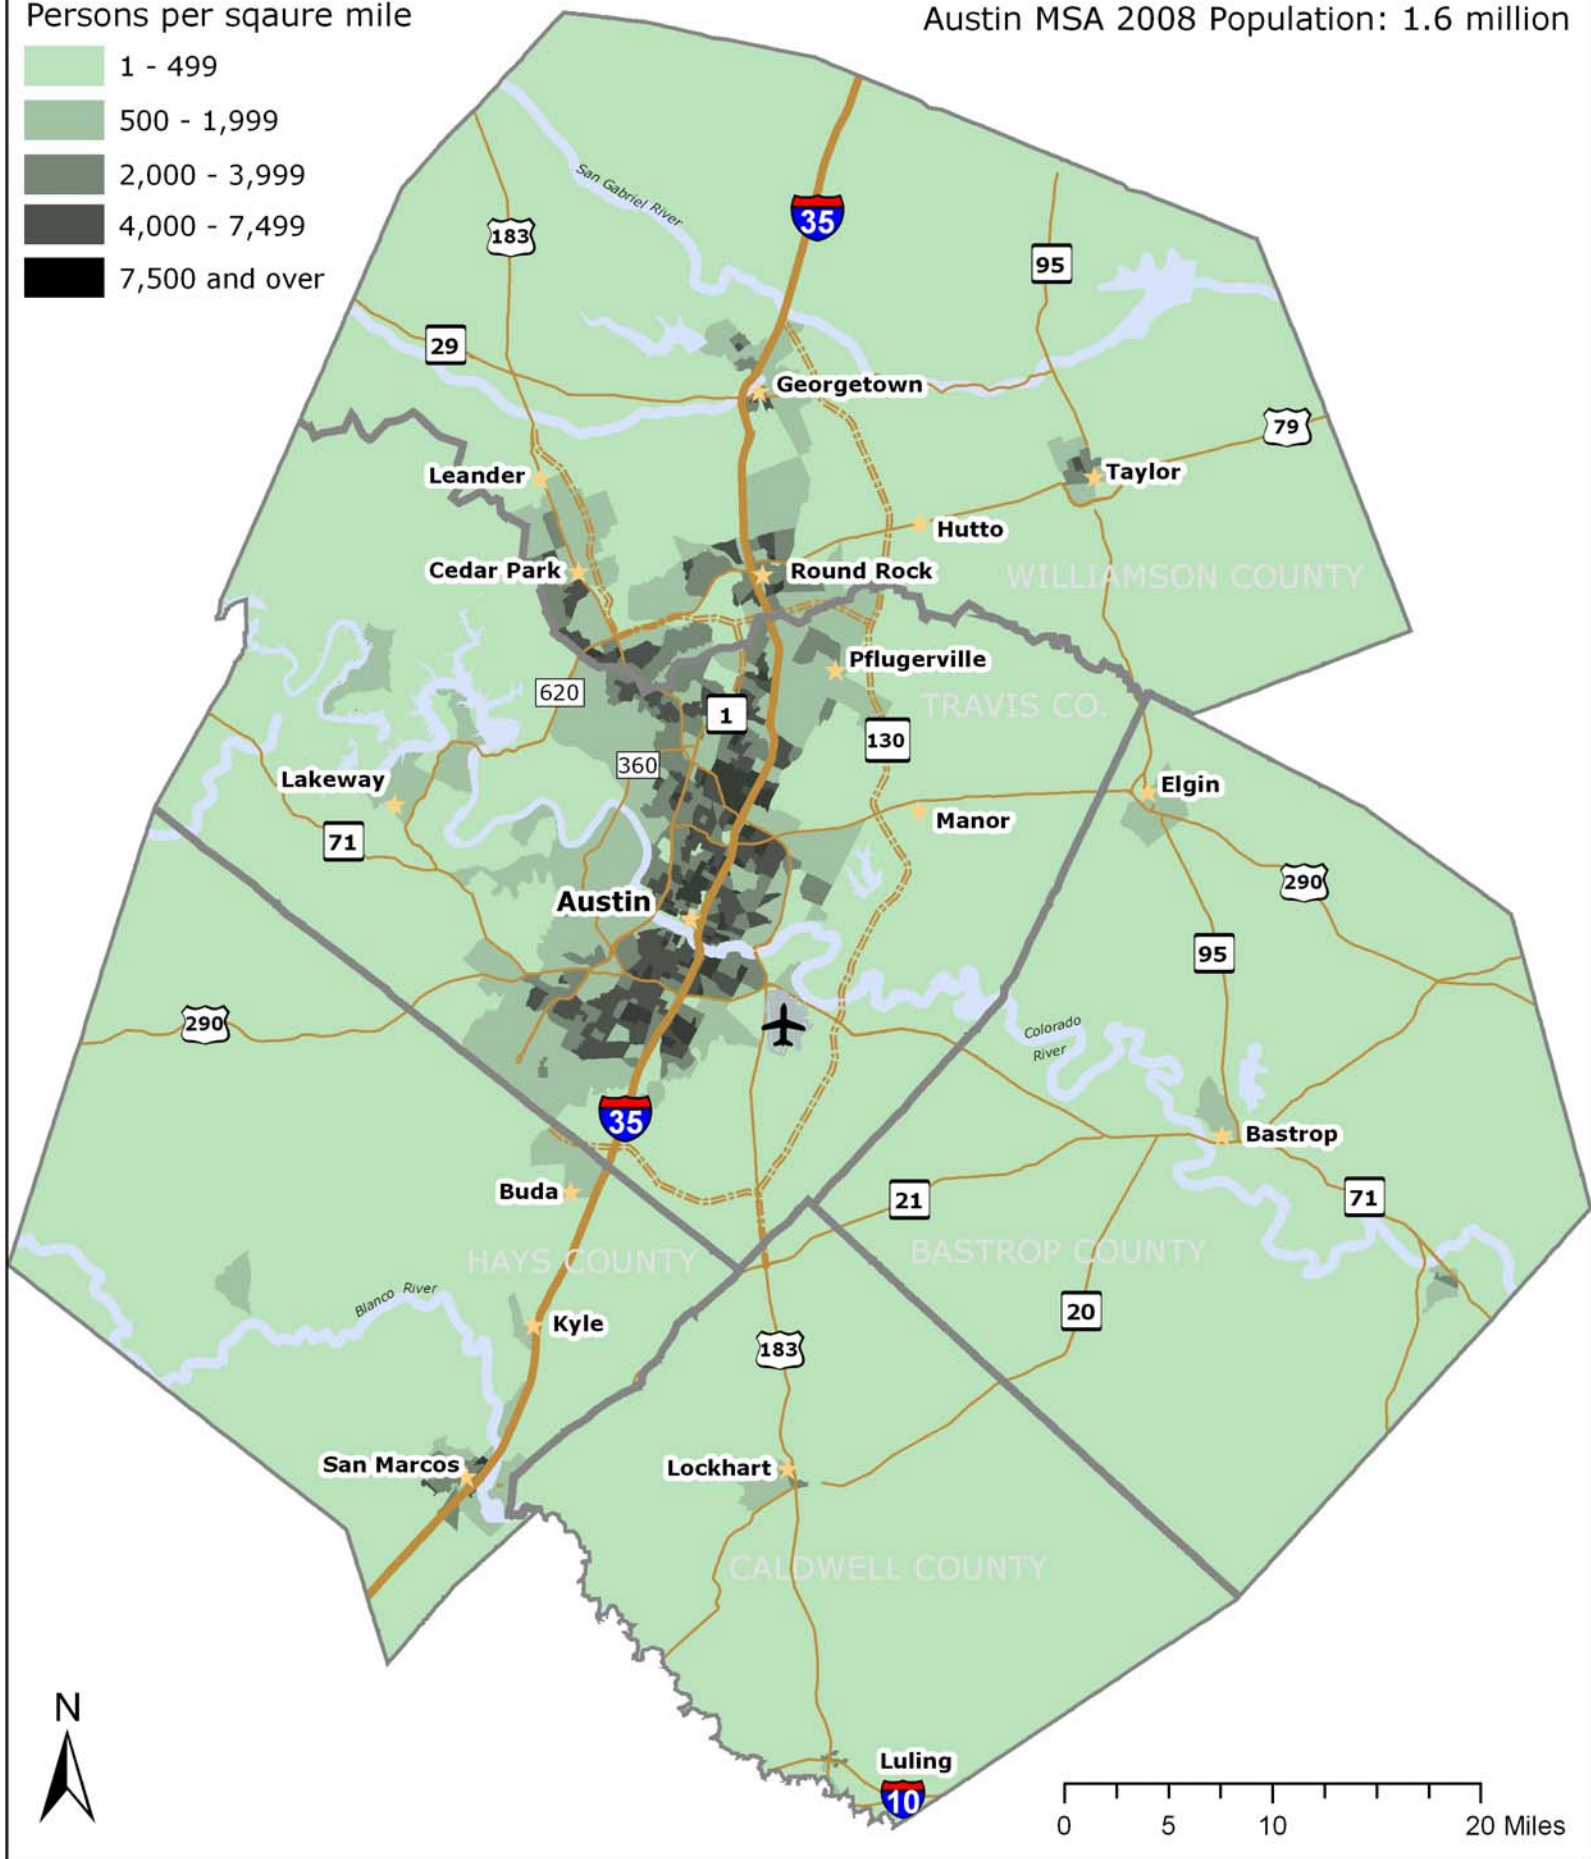 Persons per sqaure mile
Austin MSA 2008 Population: 1.6 million
1 - 499
500 - 1,999
2,000 - 3,999
4,000 - 7,499
7,500 and over
San Gabriel River
35
183
95
29
Georgetown
79
Leander
Taylor
Hutto
Cedar Park
Round Rock
WILLIAMSON COUNTY
Pflugerville
620
TRAVIS CO.
1
130
360
Lakeway
Elgin
Manor
71
290
Austin
95
290
Colorado
River
35
Bastrop
Buda
21
71
HAYS COUNTY
BASTROP COUNTY
Blanco River
20
Kyle
183
San Marcos
Lockhart
CALDWELL COUNTY
N
Luling
10
0 5 10 20 Miles